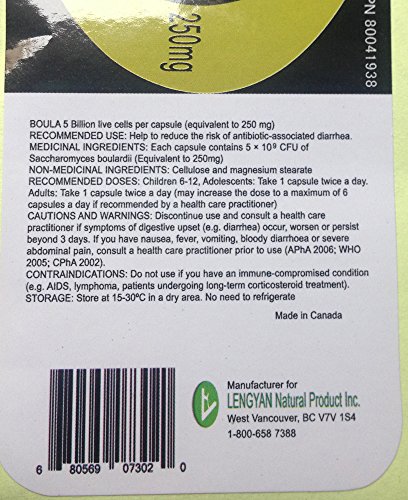 250mg
PN 80041938
BOULA 5 Billion live cells per capsule (equivalent to 250 mg)
RECOMMENDED USE: Help to reduce the risk of antibiotic-associated diarrhea.
MEDICINAL INGREDIENTS: Each capsule contains 5 × 10⁹ CFU of
Saccharomyces boulardii (Equivalent to 250mg)
NON-MEDICINAL INGREDIENTS: Cellulose and magnesium stearate
RECOMMENDED DOSES: Children 6-12, Adolescents: Take 1 capsule twice a day.
Adults: Take 1 capsule twice a day (may increase the dose to a maximum of 6
capsules a day if recommended by a health care practitioner)
CAUTIONS AND WARNINGS: Discontinue use and consult a health care
practitioner if symptoms of digestive upset (e.g. diarrhea) occur, worsen or persist
beyond 3 days. If you have nausea, fever, vomiting, bloody diarrhoea or severe
abdominal pain, consult a health care practitioner prior to use (APhA 2006; WHO
2005; CPhA 2002).
CONTRAINDICATIONS: Do not use if you have an immune-compromised condition
(e.g. AIDS, lymphoma, patients undergoing long-term corticosteroid treatment).
STORAGE: Store at 15-30ºC in a dry area. No need to refrigerate
Made in Canada
Manufacturer for
LENGYAN Natural Product Inc.
West Vancouver, BC V7V 1S4
1-800-658 7388
6 80569 07302 0